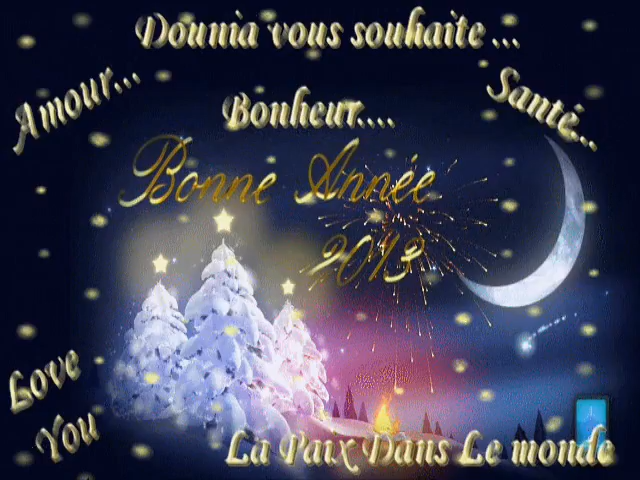 Dounia vous souhaite ...
Amour...
Santé...
Bonheur....
Bonne Année
2013
Love
You
La Paix Dans Le monde